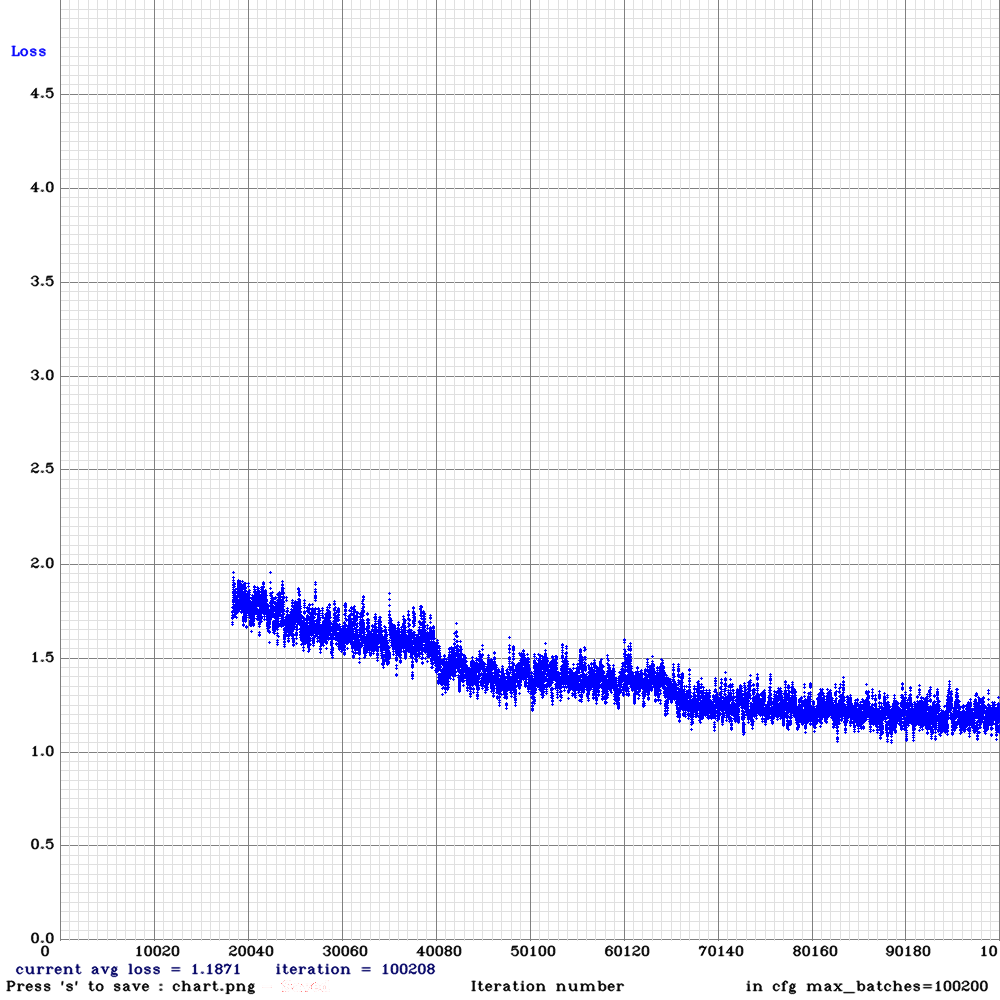 Loss
4.5
4.0
3.5
3.0
2.5
2.0
1.5
1.0
0.5
0.0
0 10020 20040 30060 40080 50100 60120 70140 80160 90180 10
current avg loss = 1.1871 iteration = 100208
Press 's' to save : chart.png Iteration number in cfg max_batches=100200